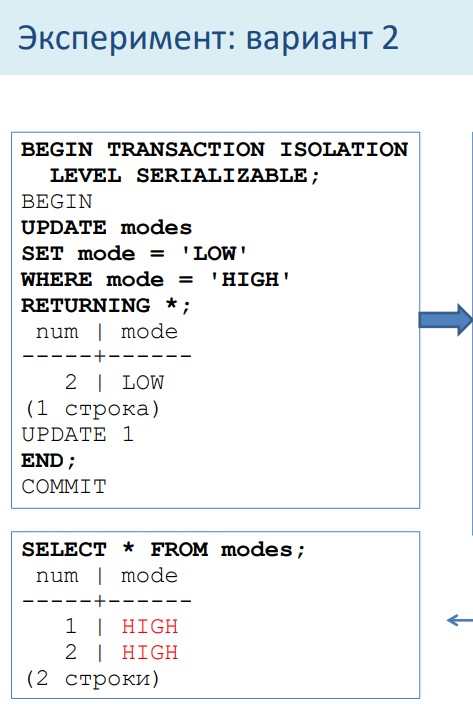 Эксперимент: вариант 2
BEGIN TRANSACTION ISOLATION
LEVEL SERIALIZABLE;
BEGIN
UPDATE modes
SET mode = 'LOW'
WHERE mode = 'HIGH'
RETURNING *;
num | mode
-----+------
2 | LOW
(1 строка)
UPDATE 1
END;
COMMIT
SELECT * FROM modes;
num | mode
-----+------
1 | HIGH
2 | HIGH
(2 строки)